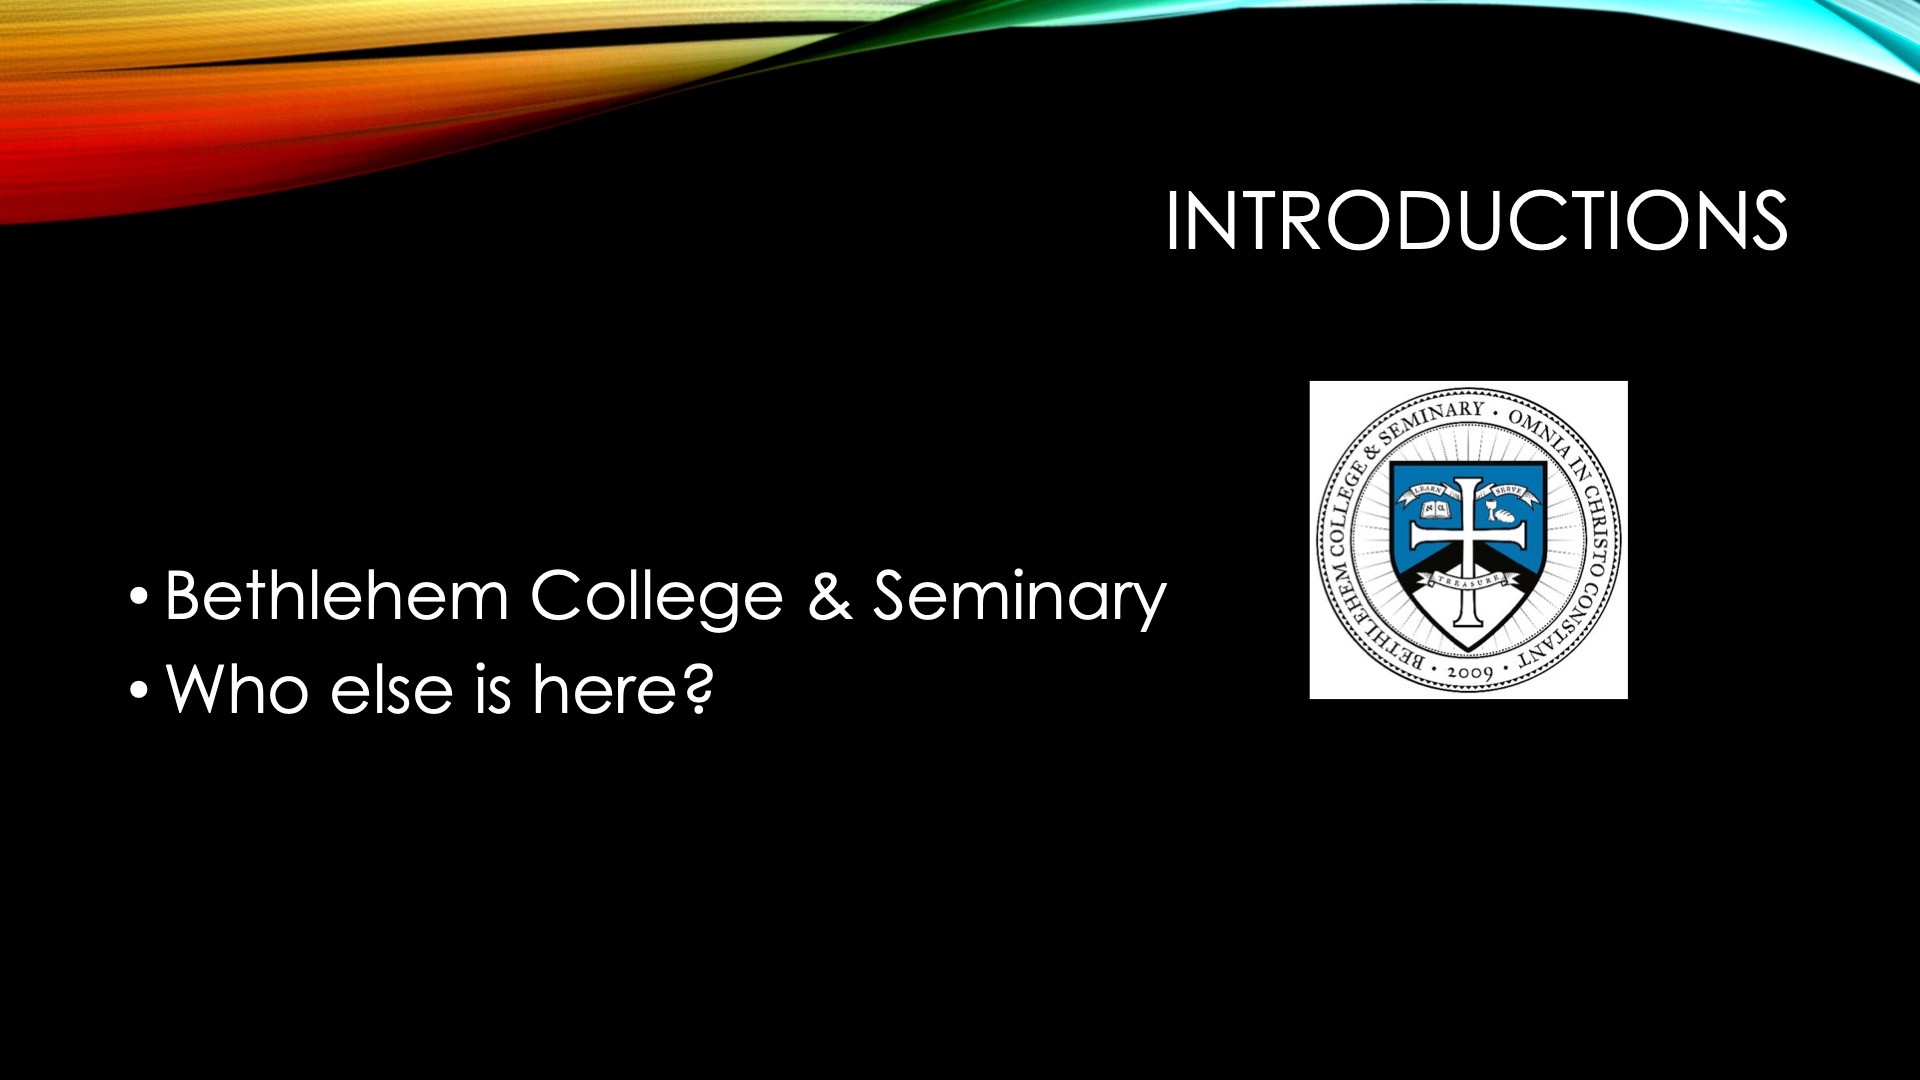 INTRODUCTIONS
• Bethlehem College & Seminary
• Who else is here?
BETHLEHEM COLLEGE & SEMINARY • OMNIA IN CHRISTO CONSTANT • 2009 •
LEARN
SERVE
א α
TREASURE